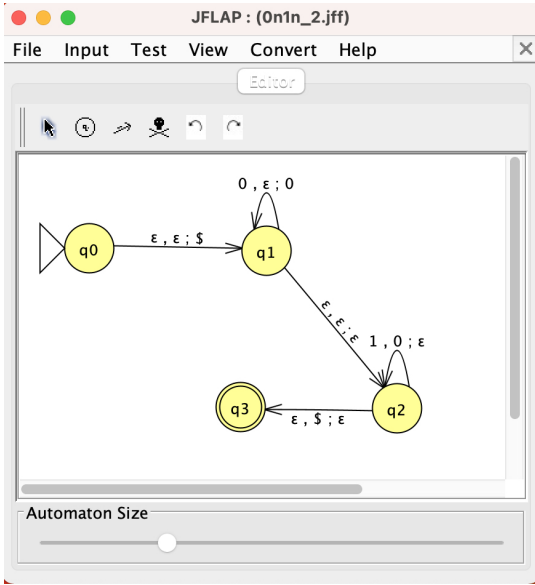 JFLAP : (0n1n_2.jff)
File Input Test View Convert Help
Editor
0 , ε ; 0
q0
ε , ε ; $
q1
ε , ε ; ε
1 , 0 ; ε
q3
ε , $ ; ε
q2
Automaton Size